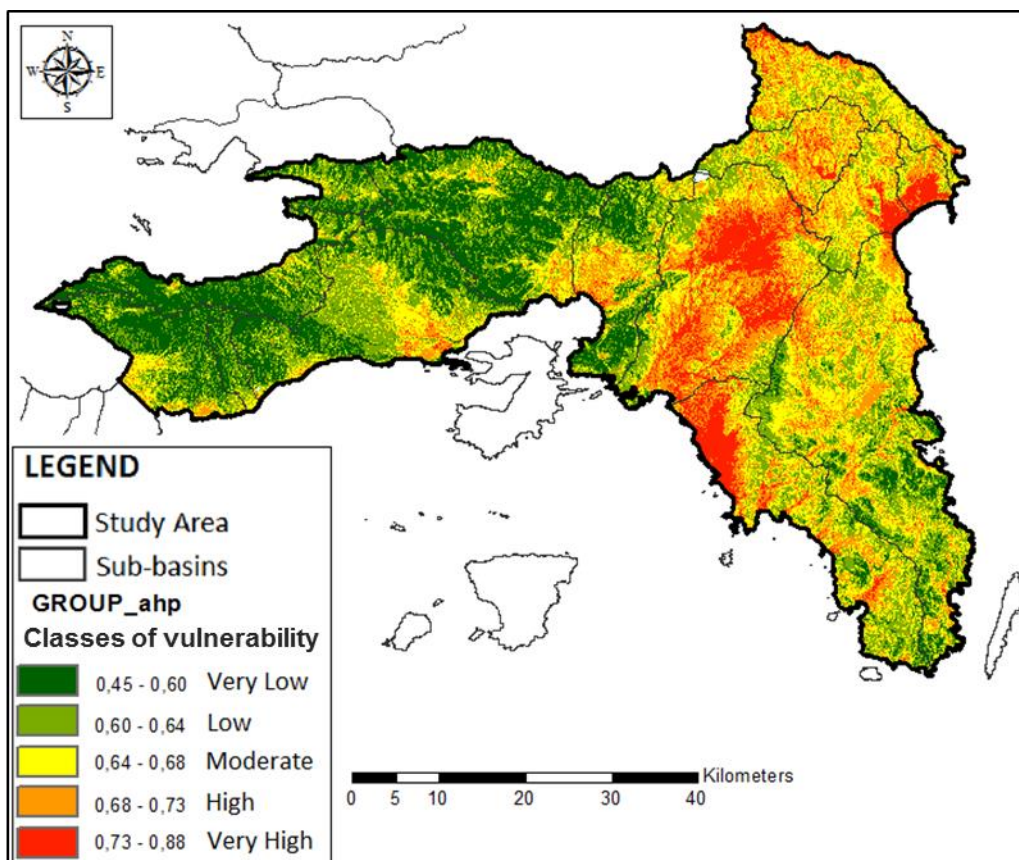 N
W E
S
LEGEND
Study Area
Sub-basins
GROUP_ahp
Classes of vulnerability
0,45 - 0,60 Very Low
0,60 - 0,64 Low
0,64 - 0,68 Moderate
0,68 - 0,73 High
0,73 - 0,88 Very High
Kilometers
0 5 10 20 30 40